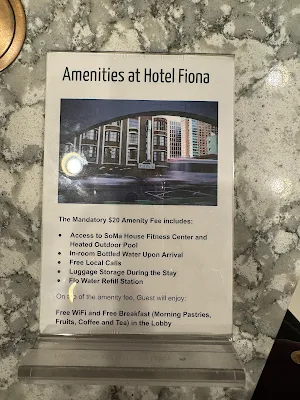 Amenities at Hotel Fiona
The Mandatory $20 Amenity Fee includes:
Access to SoMa House Fitness Center and
Heated Outdoor Pool
In-room Bottled Water Upon Arrival
Free Local Calls
Luggage Storage During the Stay
Flo Water Refill Station
On top of the amenity fee, Guest will enjoy:
Free WiFi and Free Breakfast (Morning Pastries,
Fruits, Coffee and Tea) in the Lobby